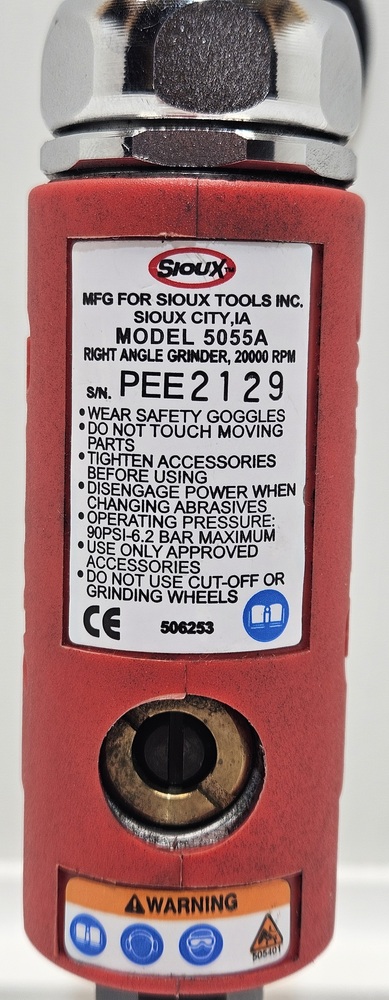 SIOUX™
MFG FOR SIOUX TOOLS INC.
SIOUX CITY,IA
MODEL 5055A
RIGHT ANGLE GRINDER, 20000 RPM
S/N. PEE2129
•WEAR SAFETY GOGGLES
•DO NOT TOUCH MOVING
PARTS
•TIGHTEN ACCESSORIES
BEFORE USING
•DISENGAGE POWER WHEN
CHANGING ABRASIVES
•OPERATING PRESSURE:
90PSI-6.2 BAR MAXIMUM
•USE ONLY APPROVED
ACCESSORIES
•DO NOT USE CUT-OFF OR
GRINDING WHEELS
CE 506253
WARNING
505401